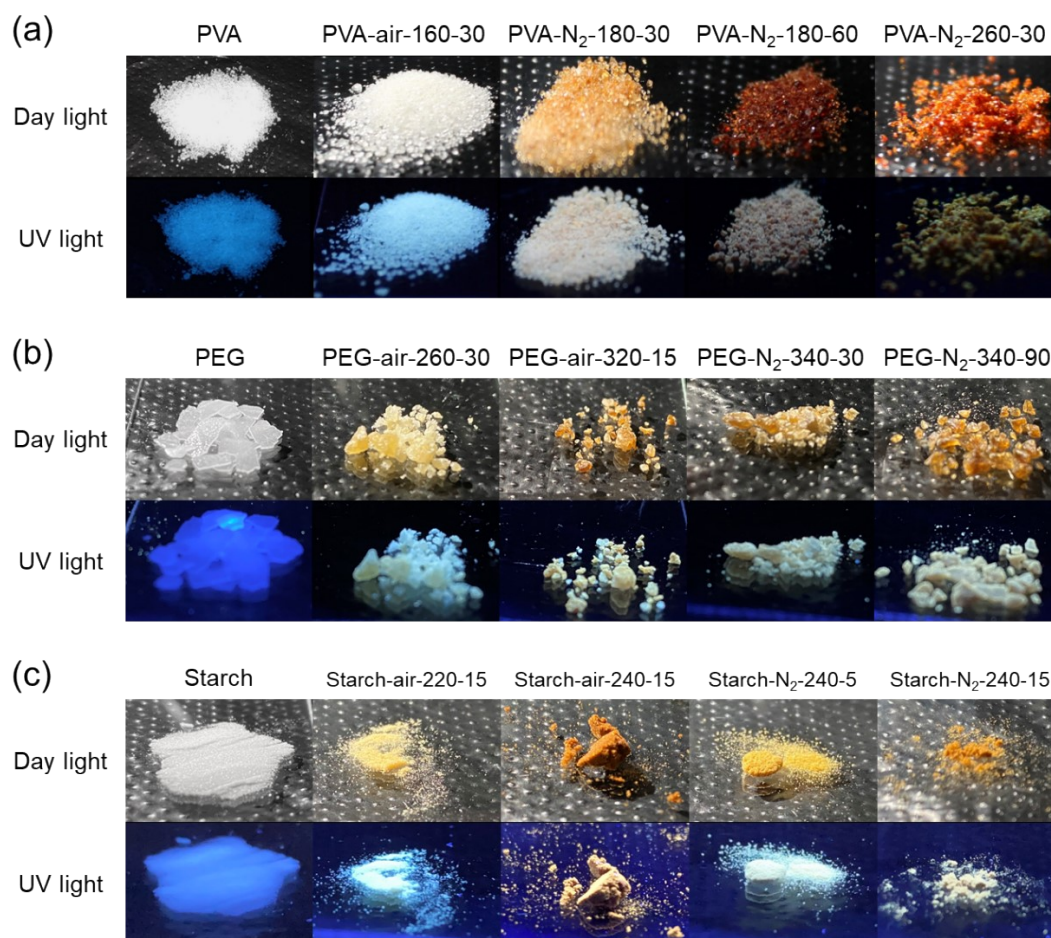 (a)
PVA PVA-air-160-30 PVA-N₂-180-30 PVA-N₂-180-60 PVA-N₂-260-30
Day light
UV light
(b)
PEG PEG-air-260-30 PEG-air-320-15 PEG-N₂-340-30 PEG-N₂-340-90
Day light
UV light
(c)
Starch Starch-air-220-15 Starch-air-240-15 Starch-N₂-240-5 Starch-N₂-240-15
Day light
UV light